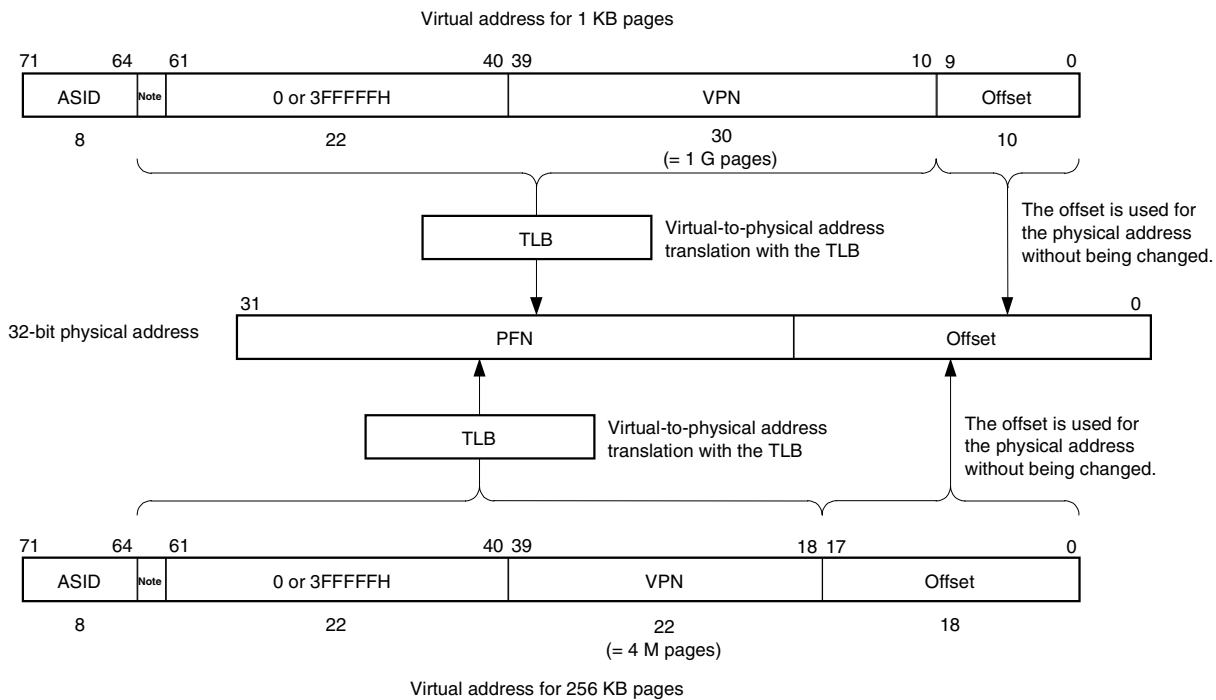 Virtual address for 1 KB pages
71 64 61 40 39 10 9 0
ASID Note 0 or 3FFFFFH VPN Offset
8 22 30 10
(= 1 G pages)
TLB
Virtual-to-physical address
translation with the TLB
The offset is used for
the physical address
without being changed.
31 0
32-bit physical address PFN Offset
TLB
Virtual-to-physical address
translation with the TLB
The offset is used for
the physical address
without being changed.
71 64 61 40 39 18 17 0
ASID Note 0 or 3FFFFFH VPN Offset
8 22 22 18
(= 4 M pages)
Virtual address for 256 KB pages